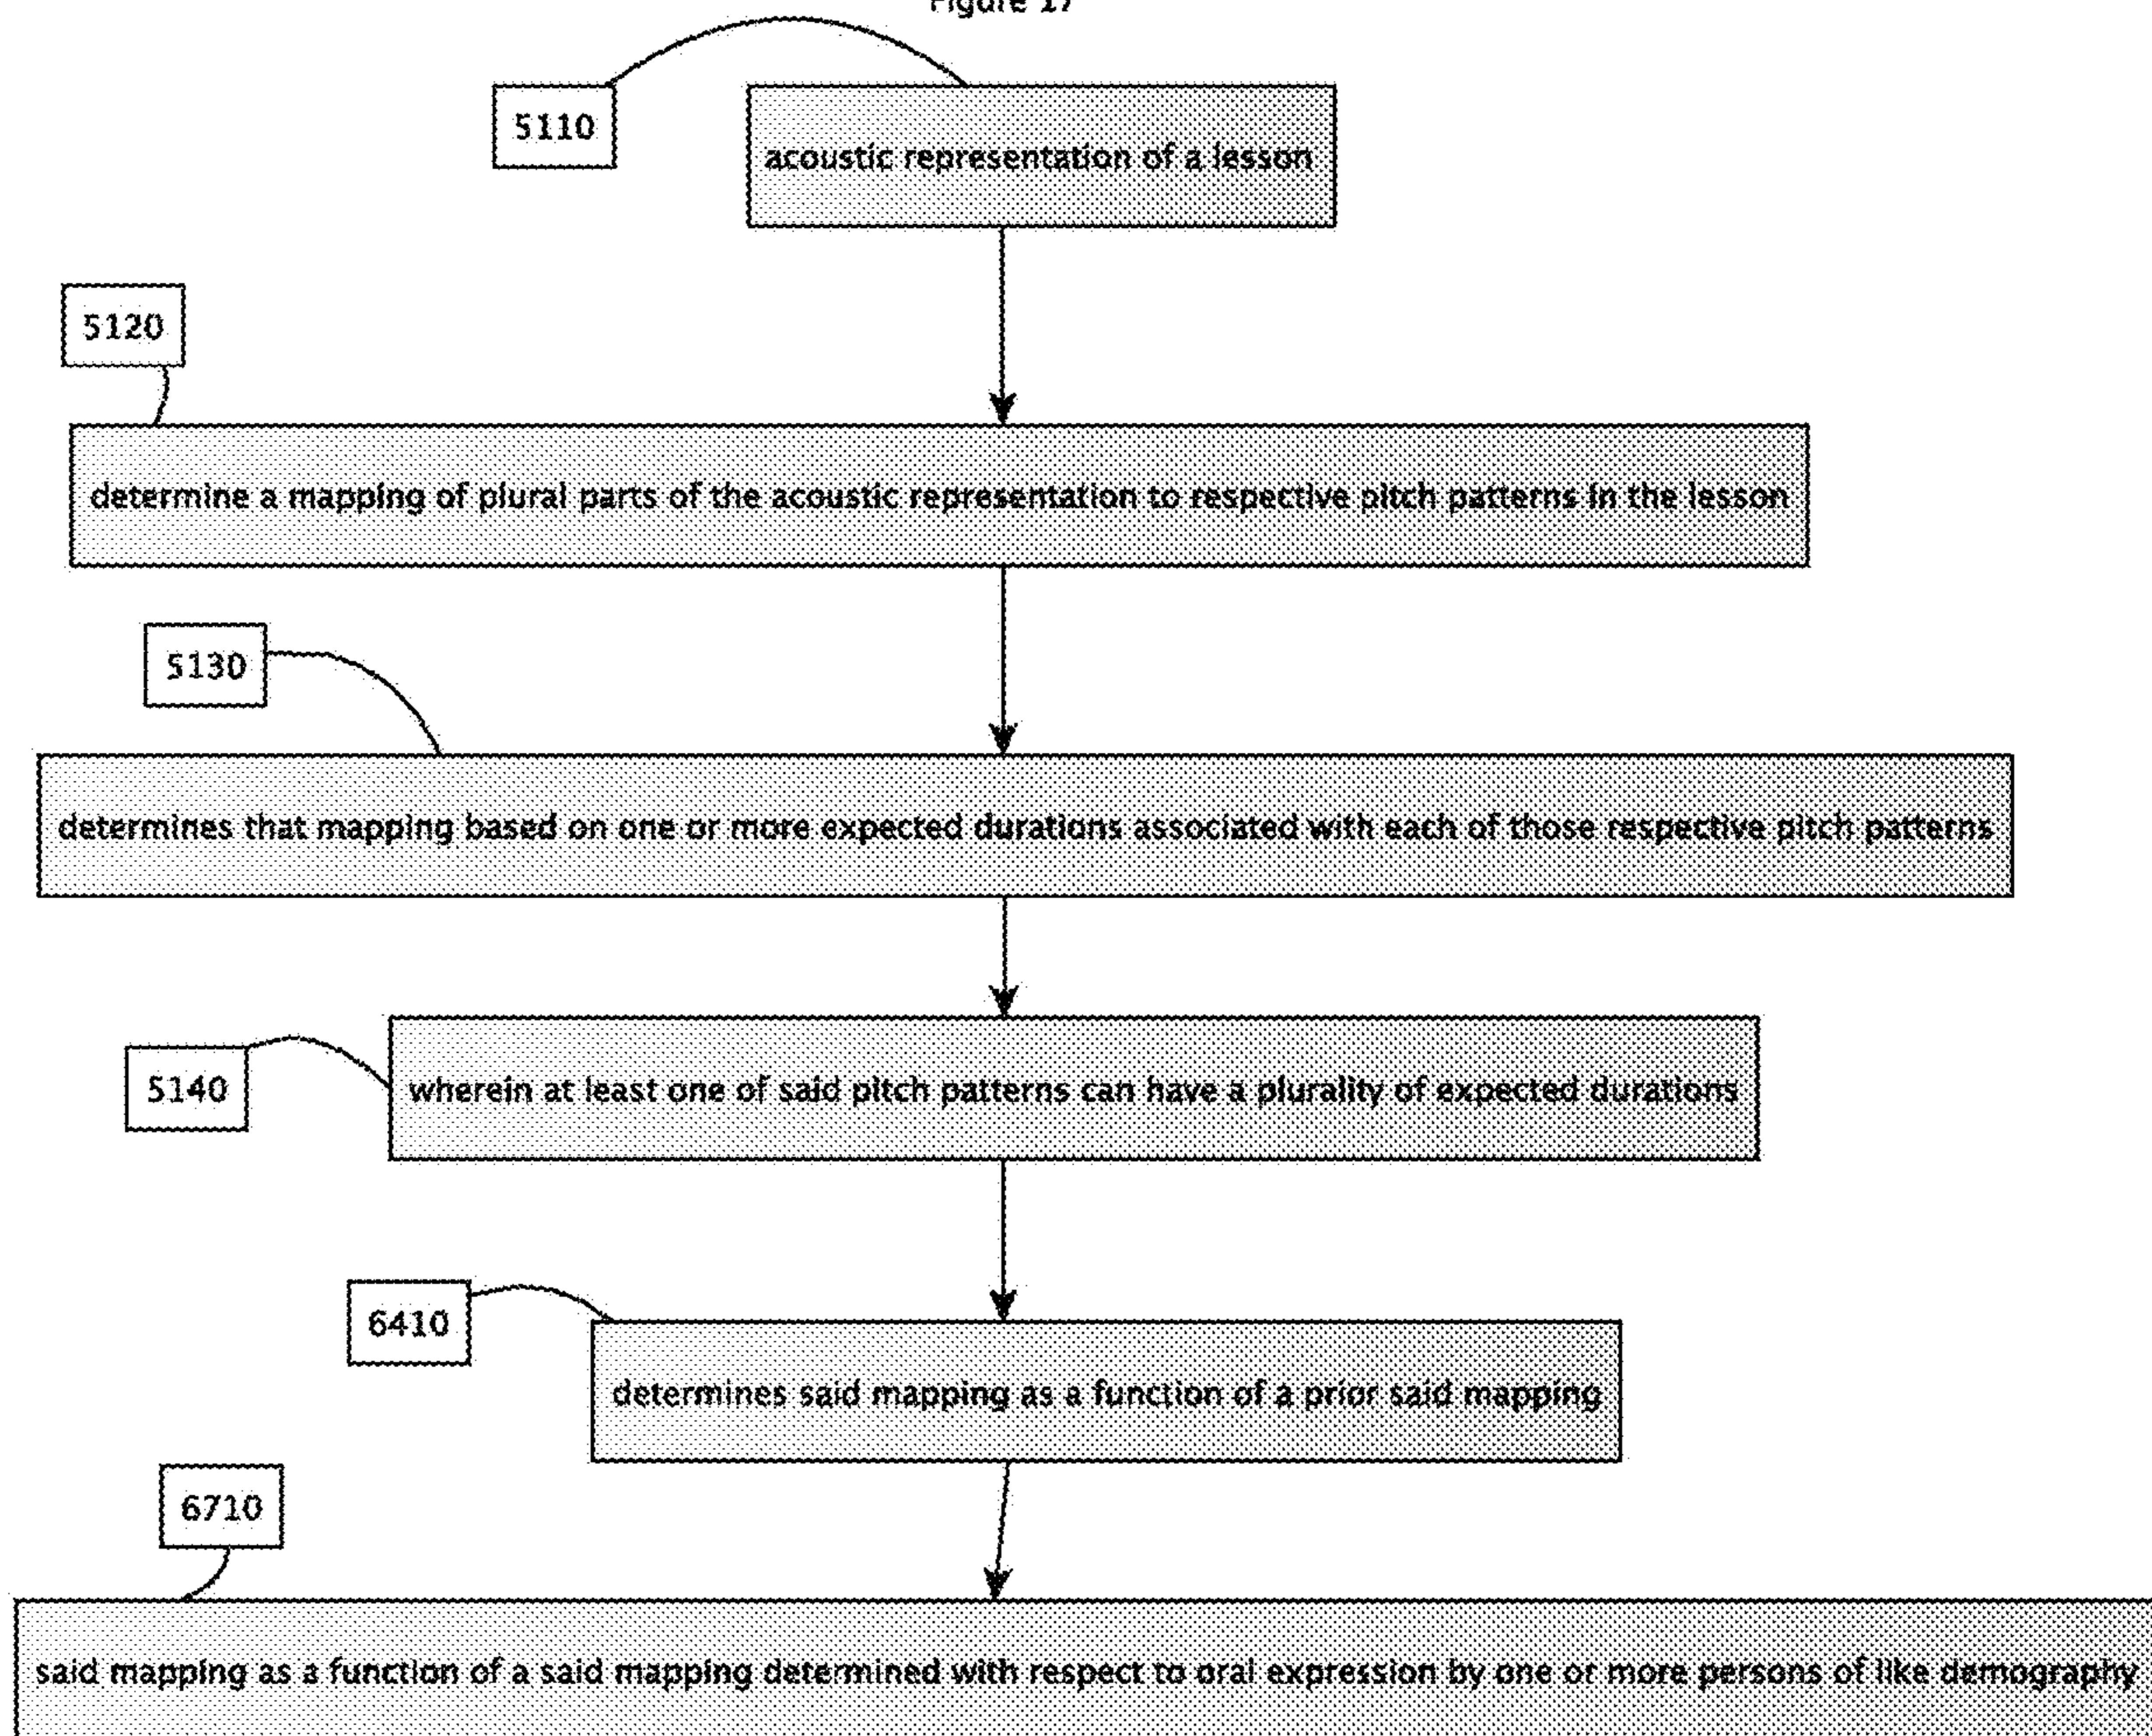 Figure 17
5110
acoustic representation of a lesson
5120
determine a mapping of plural parts of the acoustic representation to respective pitch patterns in the lesson
5130
determines that mapping based on one or more expected durations associated with each of those respective pitch patterns
5140
wherein at least one of said pitch patterns can have a plurality of expected durations
6410
determines said mapping as a function of a prior said mapping
6710
said mapping as a function of a said mapping determined with respect to oral expression by one or more persons of like demography